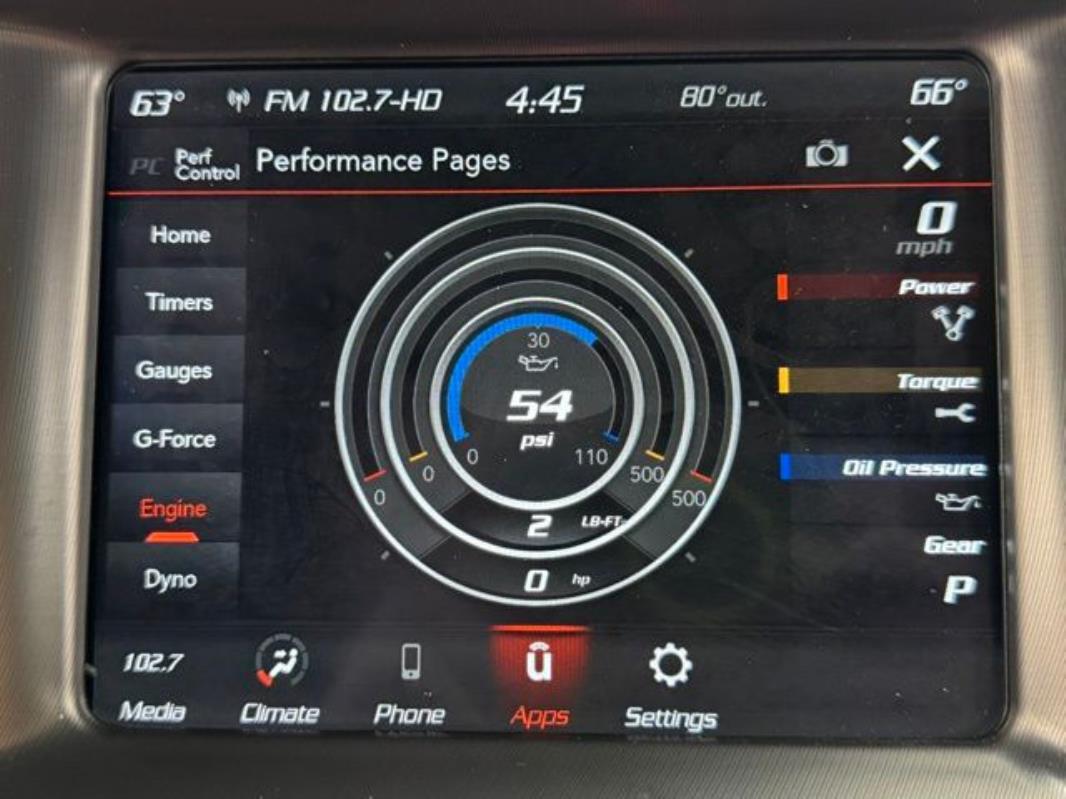 63° FM 102.7-HD 4:45 80°out. 66°
PC Perf Control Performance Pages
0
mph
Home
Timers
Gauges
G-Force
Engine
Dyno
30
54
psi
0 110
0 500
0 500
2 LB-FT
0 hp
Power
Torque
Oil Pressure
Gear
P
102.7
Media Climate Phone Apps Settings